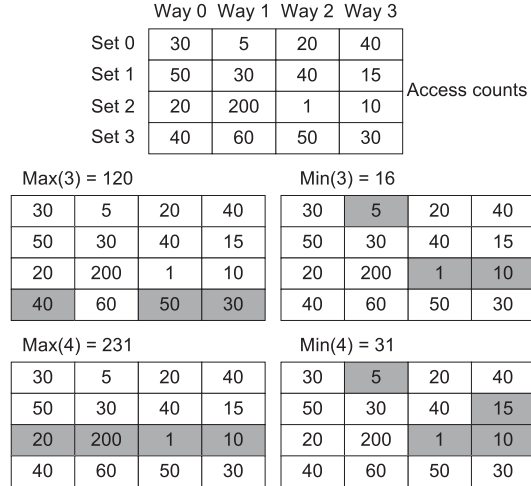 Way 0 Way 1 Way 2 Way 3
Set 0 30 5 20 40
Set 1 50 30 40 15
Access counts
Set 2 20 200 1 10
Set 3 40 60 50 30
Max(3) = 120
30 5 20 40
50 30 40 15
20 200 1 10
40 60 50 30
Min(3) = 16
30 5 20 40
50 30 40 15
20 200 1 10
40 60 50 30
Max(4) = 231
30 5 20 40
50 30 40 15
20 200 1 10
40 60 50 30
Min(4) = 31
30 5 20 40
50 30 40 15
20 200 1 10
40 60 50 30